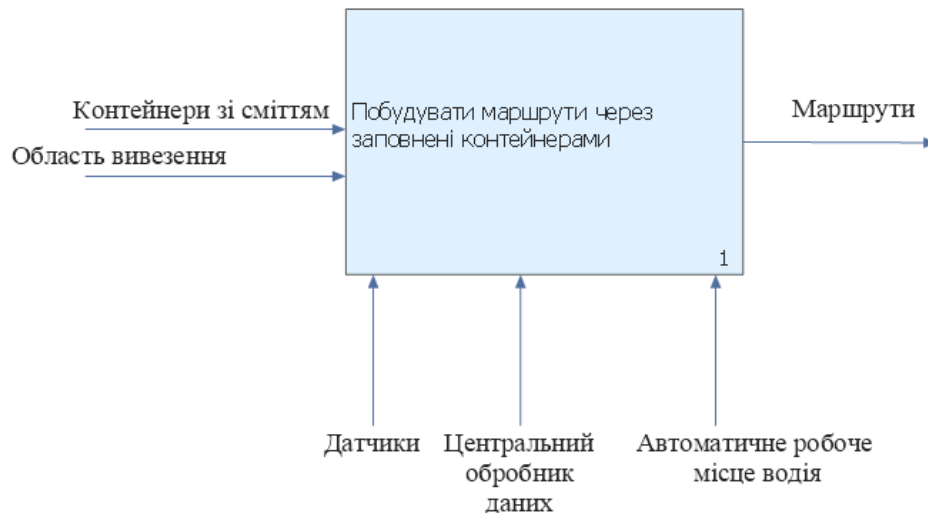 Контейнери зі сміттям
Область вивезення
Побудувати маршрути через
заповнені контейнерами
1
Маршрути
Датчики
Центральний
обробник
даних
Автоматичне робоче
місце водія